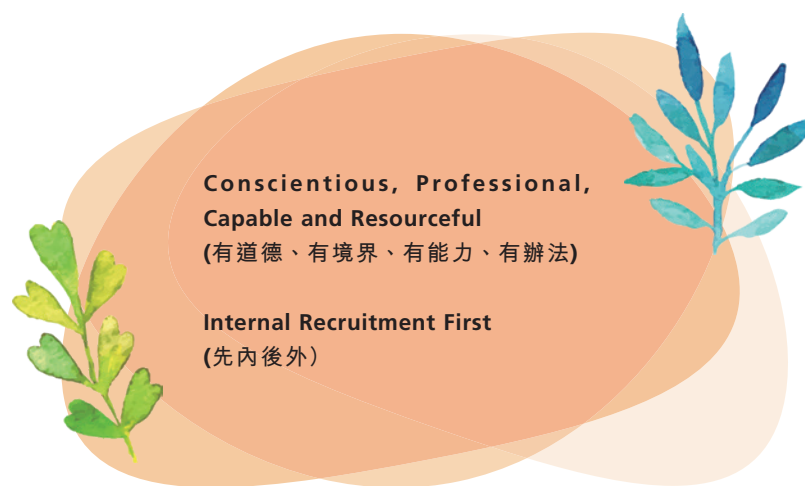 Conscientious, Professional,
Capable and Resourceful
(有道德、有境界、有能力、有辦法)
Internal Recruitment First
(先內後外）